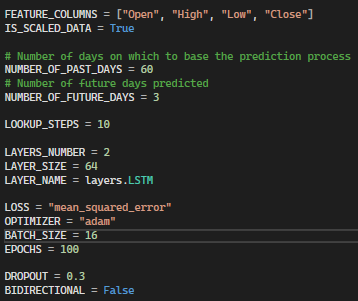 FEATURE_COLUMNS = ["Open", "High", "Low", "Close"]
IS_SCALED_DATA = True
# Number of days on which to base the prediction process
NUMBER_OF_PAST_DAYS = 60
# Number of future days predicted
NUMBER_OF_FUTURE_DAYS = 3
LOOKUP_STEPS = 10
LAYERS_NUMBER = 2
LAYER_SIZE = 64
LAYER_NAME = layers.LSTM
LOSS = "mean_squared_error"
OPTIMIZER = "adam"
BATCH_SIZE = 16
EPOCHS = 100
DROPOUT = 0.3
BIDIRECTIONAL = False